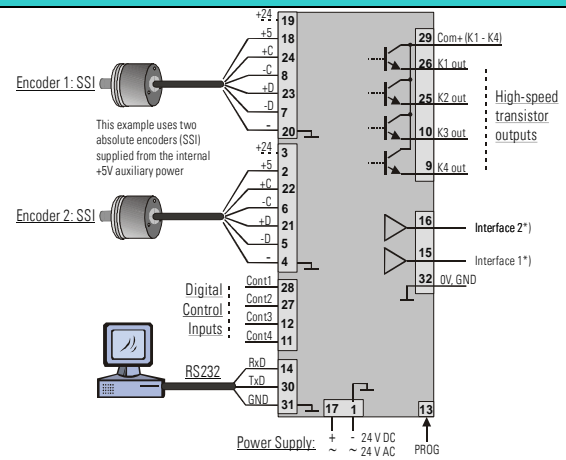 +24 19
+5 18
+C 24
-C 8
+D 23
-D 7
- 20
Encoder 1: SSI
This example uses two
absolute encoders (SSI)
supplied from the internal
+5V auxiliary power
+24 3
+5 2
+C 22
-C 6
+D 21
-D 5
- 4
Encoder 2: SSI
Digital
Control
Inputs
Cont1 28
Cont2 27
Cont3 12
Cont4 11
RS232
RxD 14
TxD 30
GND 31
29 Com+ (K1 - K4)
26 K1 out
25 K2 out
10 K3 out
9 K4 out
High-speed
transistor
outputs
16 Interface 2*)
15 Interface 1*)
32 0V, GND
17 1 13
Power Supply: + - 24 V DC
~ ~ 24 V AC
PROG